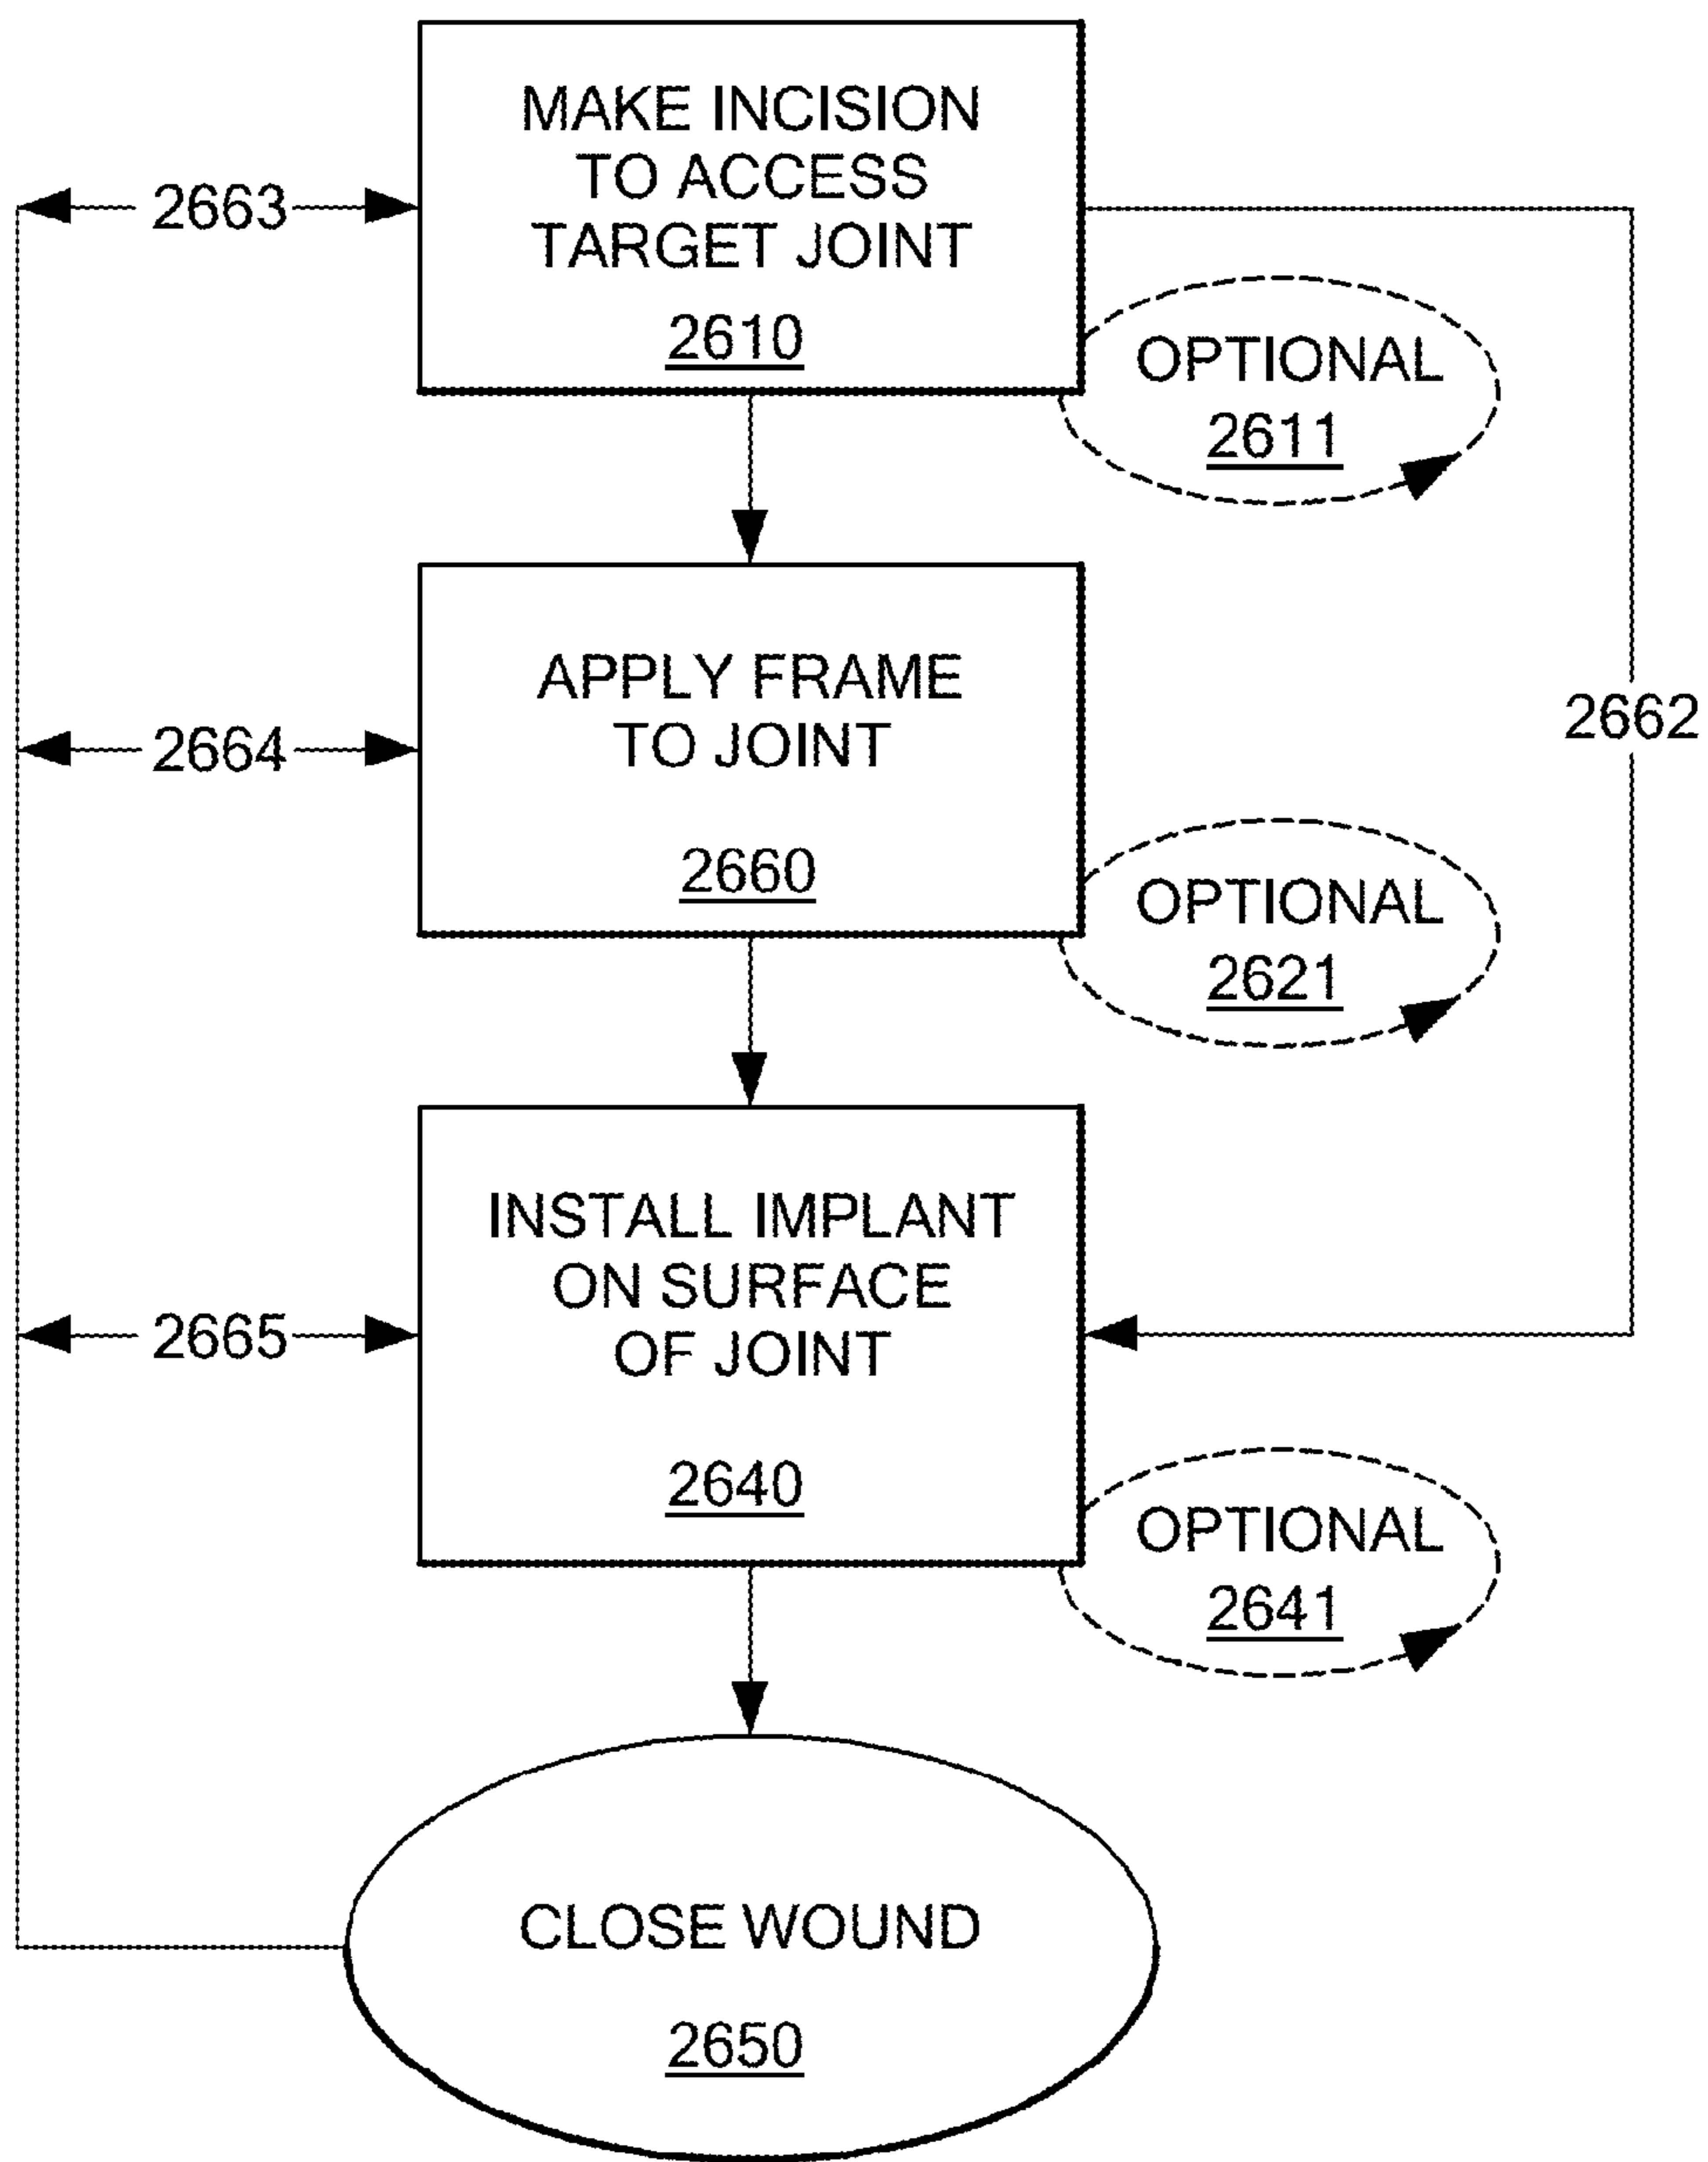 MAKE INCISION
TO ACCESS
TARGET JOINT
2610
2663
OPTIONAL
2611
APPLY FRAME
TO JOINT
2660
2664
2662
OPTIONAL
2621
INSTALL IMPLANT
ON SURFACE
OF JOINT
2640
2665
OPTIONAL
2641
CLOSE WOUND
2650